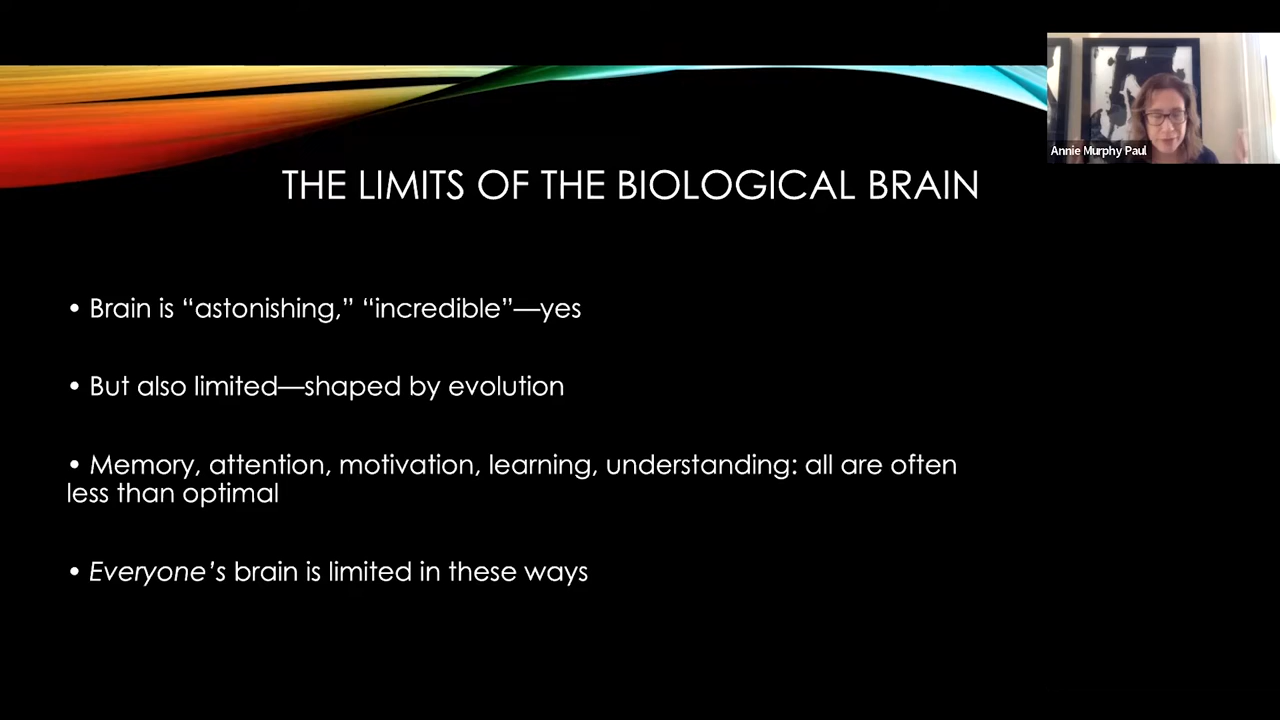 Annie Murphy Paul
THE LIMITS OF THE BIOLOGICAL BRAIN
• Brain is “astonishing,” “incredible”—yes
• But also limited—shaped by evolution
• Memory, attention, motivation, learning, understanding: all are often
less than optimal
• Everyone’s brain is limited in these ways